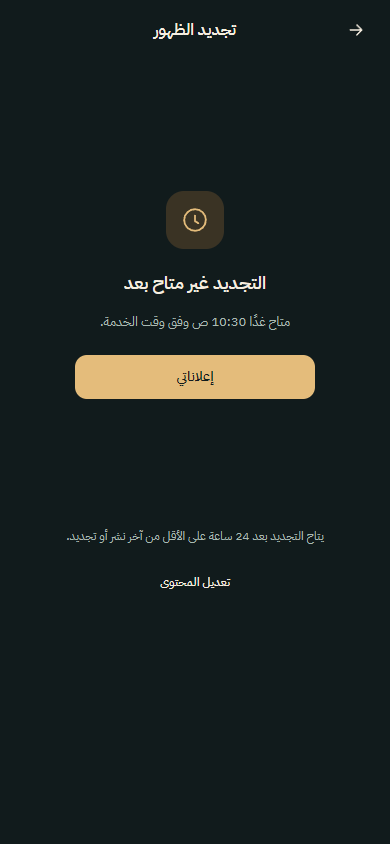 تجديد الظهور
التجديد غير متاح بعد
متاح غدًا 10:30 ص وفق وقت الخدمة.
إعلاناتي
يتاح التجديد بعد 24 ساعة على الأقل من آخر نشر أو تجديد.
تعديل المحتوى